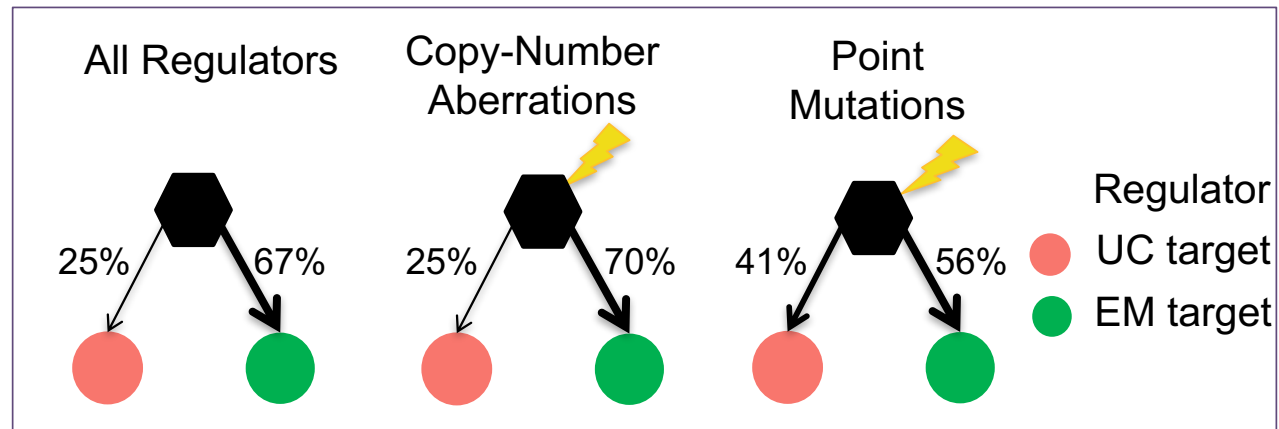 All Regulators
Copy-Number
Aberrations
Point
Mutations
25%
67%
25%
70%
41%
56%
Regulator
UC target
EM target